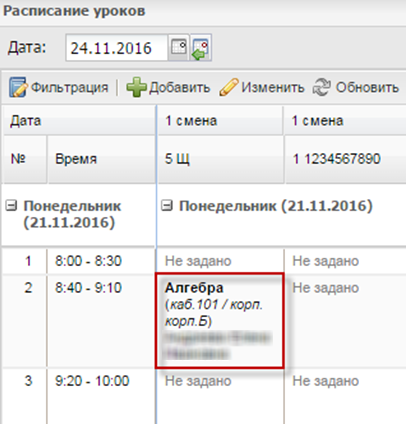 Расписание уроков
Дата: 24.11.2016
Фильтрация Добавить Изменить Обновить
Дата 1 смена 1 смена
№ Время 5 Щ 1 1234567890
Понедельник (21.11.2016) Понедельник (21.11.2016)
1 8:00 - 8:30 Не задано Не задано
2 8:40 - 9:10 Алгебра Не задано
(каб.101 / корп.
корп.Б)
3 9:20 - 10:00 Не задано Не задано